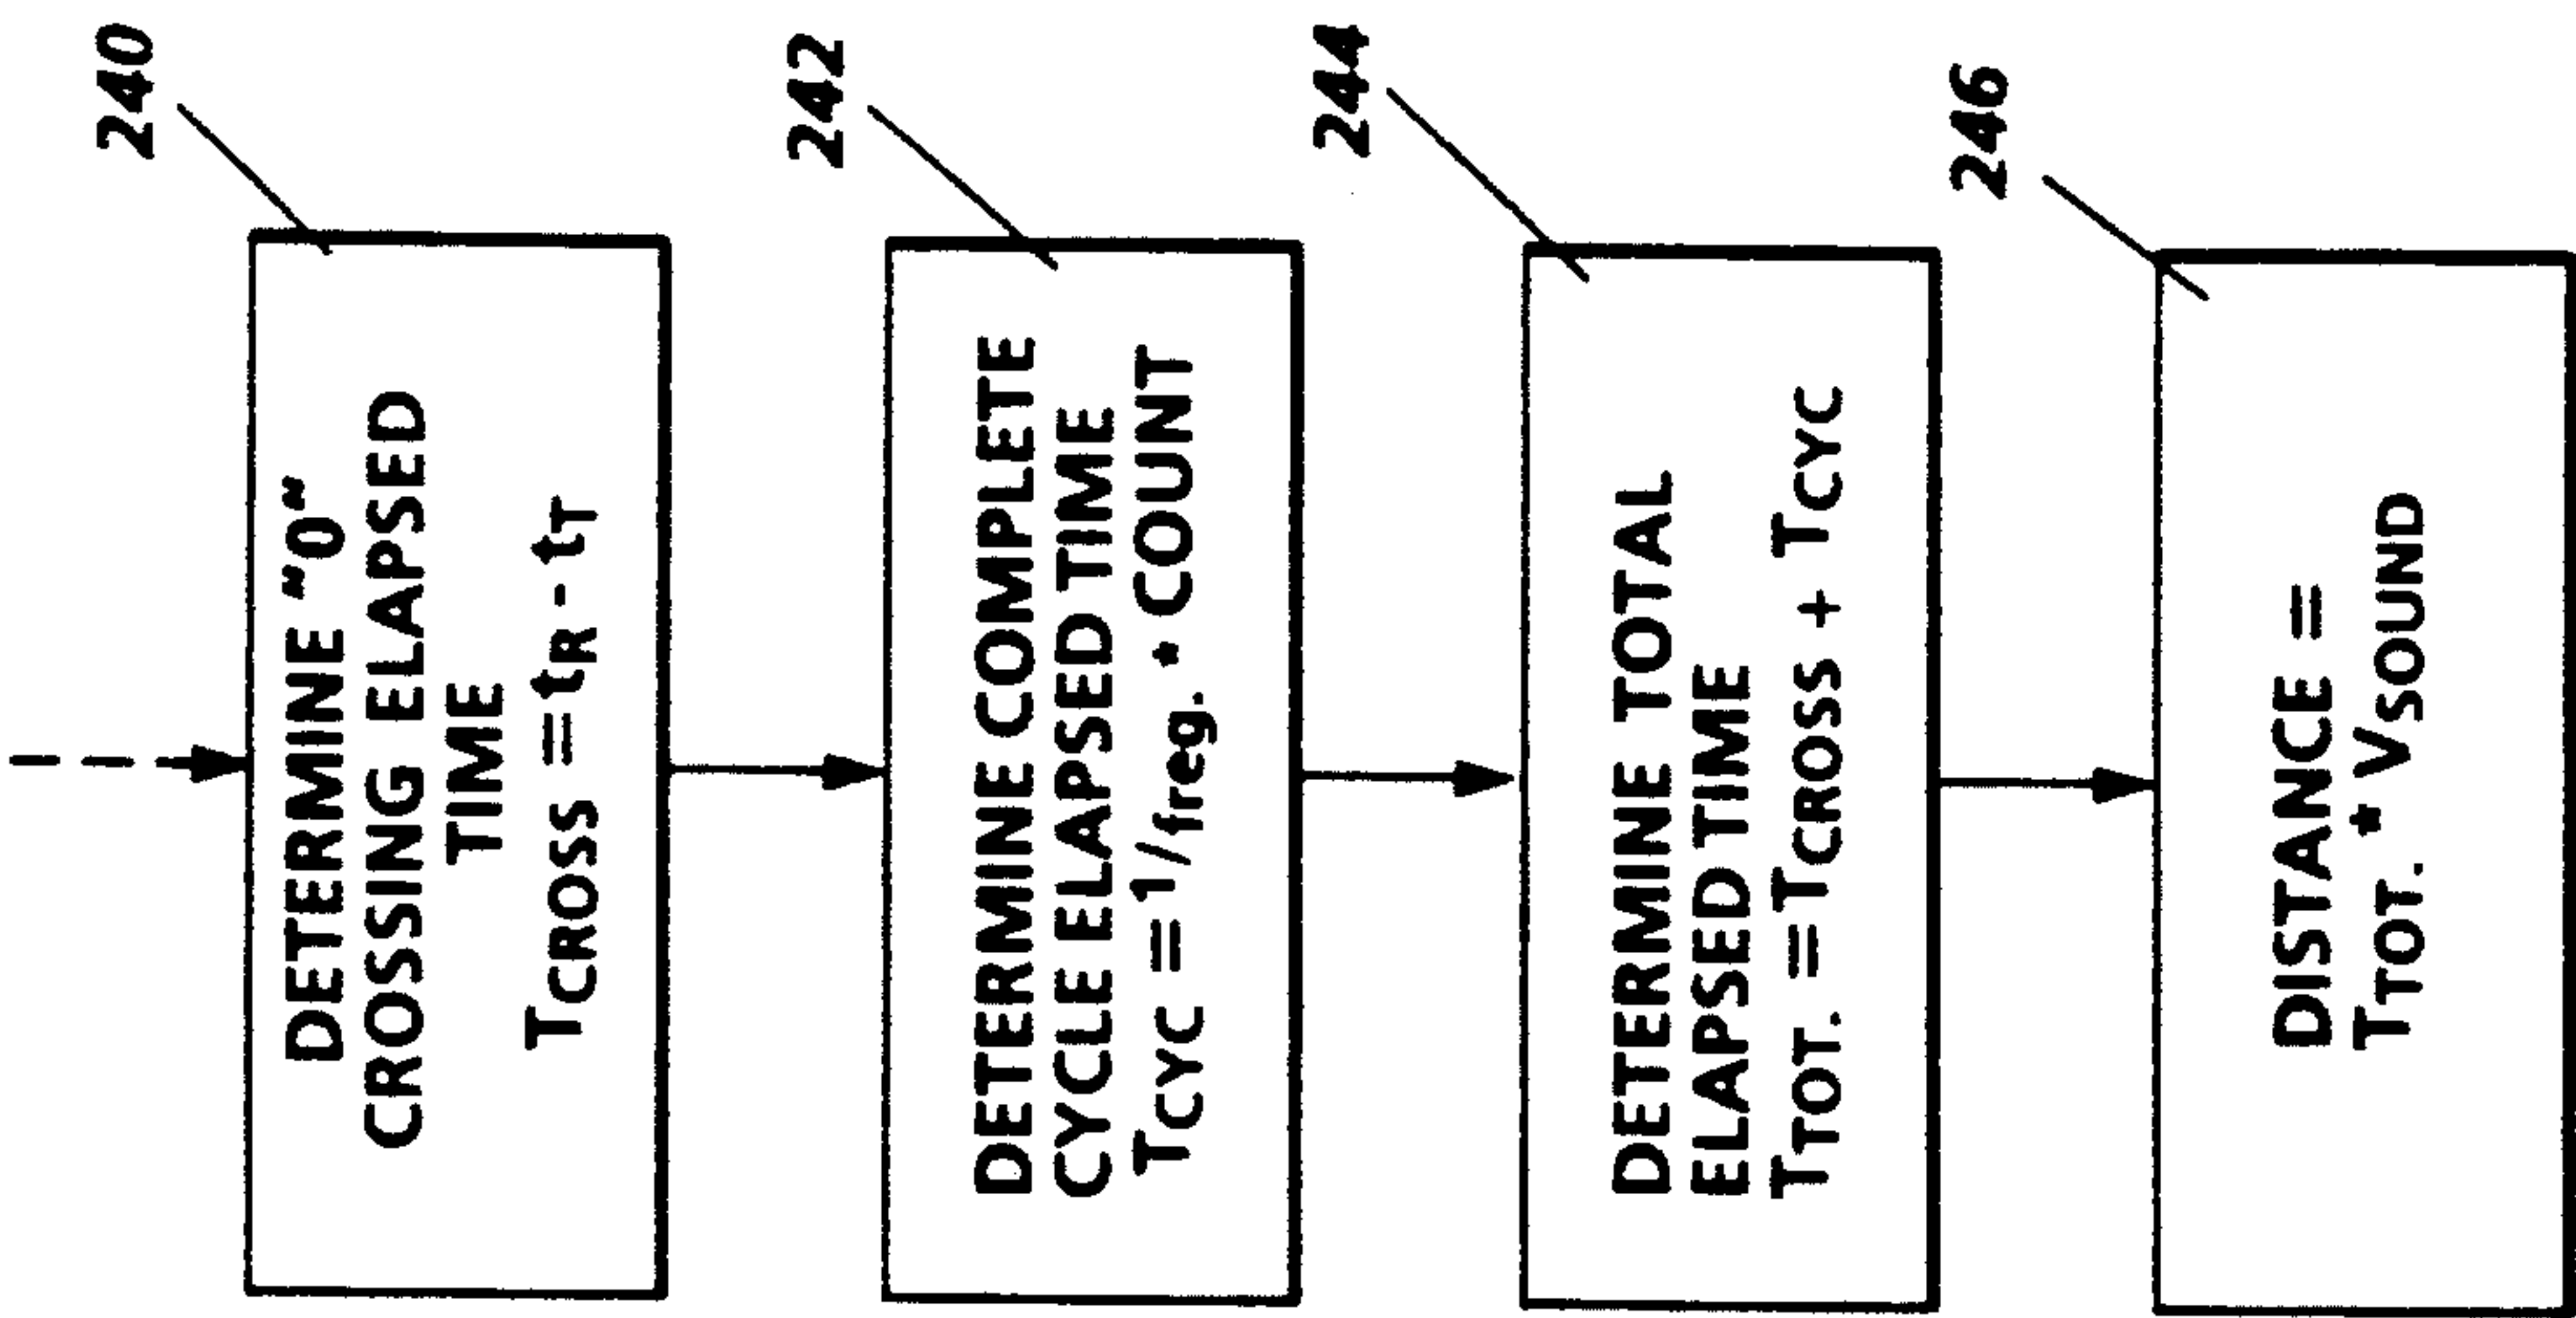 240
DETERMINE "0"
CROSSING ELAPSED
TIME
TCROSS = tR - tT
242
DETERMINE COMPLETE
CYCLE ELAPSED TIME
TCYC = 1/freg. * COUNT
244
DETERMINE TOTAL
ELAPSED TIME
TTOT. = TCROSS + TCYC
246
DISTANCE =
TTOT. * VSOUND